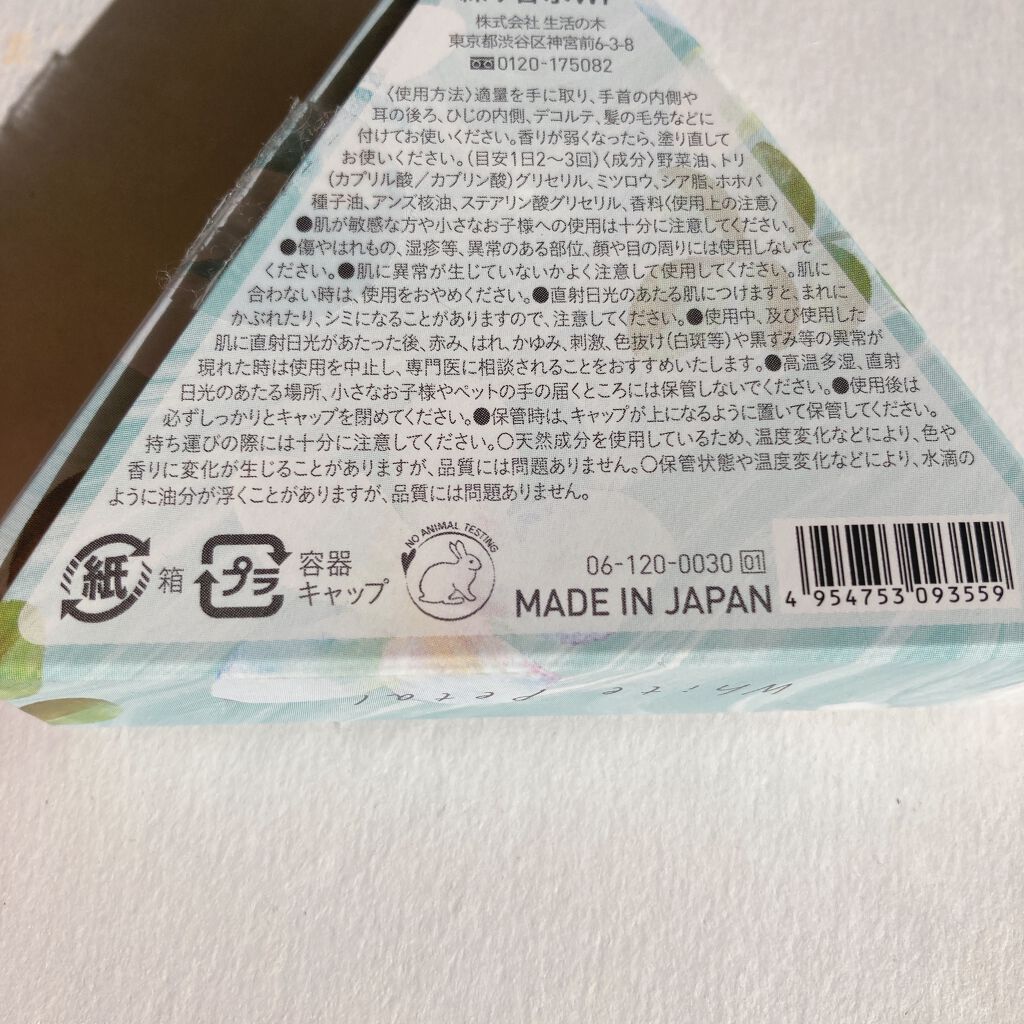 株式会社 生活の木
東京都渋谷区神宮前6-3-8
0120-175082
〈使用方法〉適量を手に取り、手首の内側や
耳の後ろ、ひじの内側、デコルテ、髪の毛先などに
付けてお使いください。香りが弱くなったら、塗り直して
お使いください。(目安1日2〜3回)〈成分〉野菜油、トリ
(カプリル酸／カプリン酸)グリセリル、ミツロウ、シア脂、ホホバ
種子油、アンズ核油、ステアリン酸グリセリル、香料〈使用上の注意〉
●肌が敏感な方や小さなお子様への使用は十分に注意してください。
●傷やはれもの、湿疹等、異常のある部位、顔や目の周りには使用しないで
ください。●肌に異常が生じていないかよく注意して使用してください。肌に
合わない時は、使用をおやめください。●直射日光のあたる肌につけますと、まれに
かぶれたり、シミになることがありますので、注意してください。●使用中、及び使用した
肌に直射日光があたった後、赤み、はれ、かゆみ、刺激、色抜け(白斑等)や黒ずみ等の異常が
現れた時は使用を中止し、専門医に相談されることをおすすめいたします。●高温多湿、直射
日光のあたる場所、小さなお子様やペットの手の届くところには保管しないでください。●使用後は
必ずしっかりとキャップを閉めてください。●保管時は、キャップが上になるように置いて保管してください。
持ち運びの際には十分に注意してください。○天然成分を使用しているため、温度変化などにより、色や
香りに変化が生じることがありますが、品質には問題ありません。○保管状態や温度変化などにより、水滴の
ように油分が浮くことがありますが、品質には問題ありません。
紙 箱
プラ 容器
キャップ
NO ANIMAL TESTING
06-120-0030 01
MADE IN JAPAN
4 954753 093559
White Petal